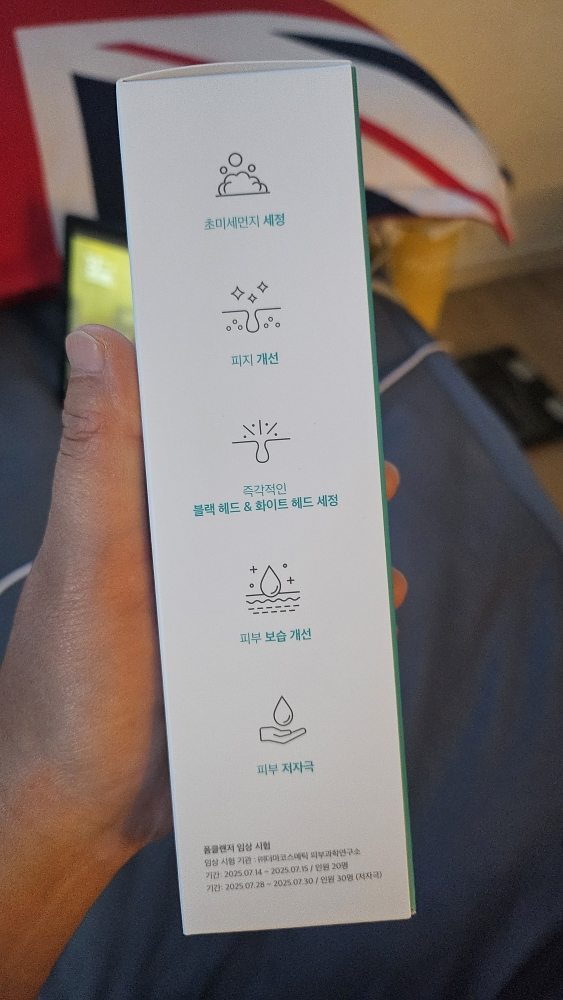 초미세먼지 세정
피지 개선
즉각적인
블랙 헤드 & 화이트 헤드 세정
피부 보습 개선
피부 저자극
폼클렌저 임상 시험
임상 시험 기관 : ㈜더마코스메틱 피부과학연구소
기간: 2025.07.14 ~ 2025.07.15 / 인원 20명
기간: 2025.07.28 ~ 2025.07.30 / 인원 30명 (저자극)